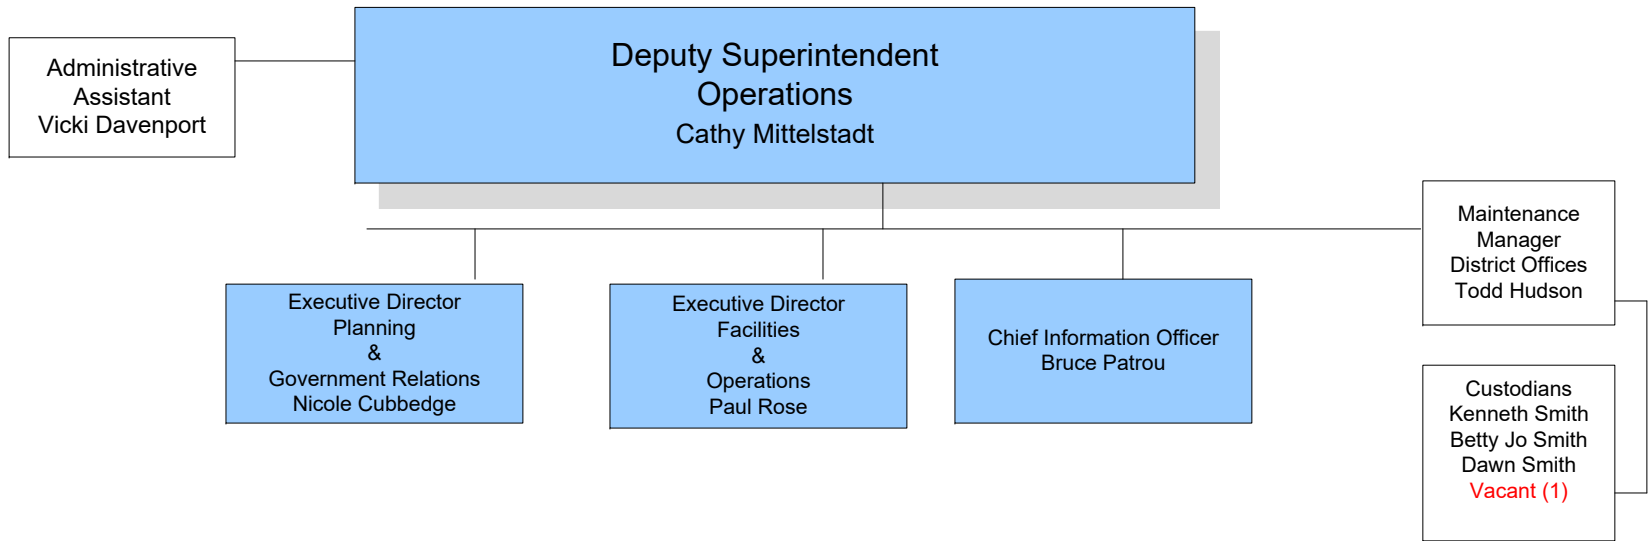 Administrative
Assistant
Vicki Davenport
Deputy Superintendent
Operations
Cathy Mittelstadt
Maintenance
Manager
District Offices
Todd Hudson
Executive Director
Planning
&
Government Relations
Nicole Cubbedge
Executive Director
Facilities
&
Operations
Paul Rose
Chief Information Officer
Bruce Patrou
Custodians
Kenneth Smith
Betty Jo Smith
Dawn Smith
Vacant (1)